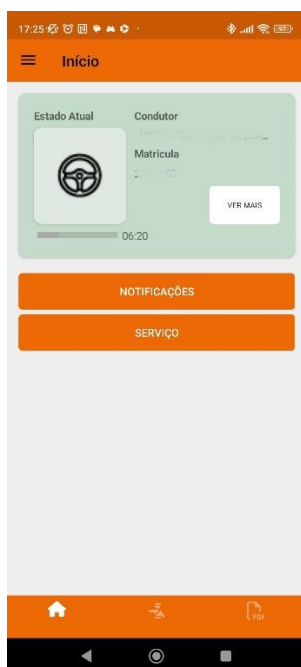 17:25
Início
Estado Atual
Condutor
Matricula
VER MAIS
06:20
NOTIFICAÇÕES
SERVIÇO
PDF